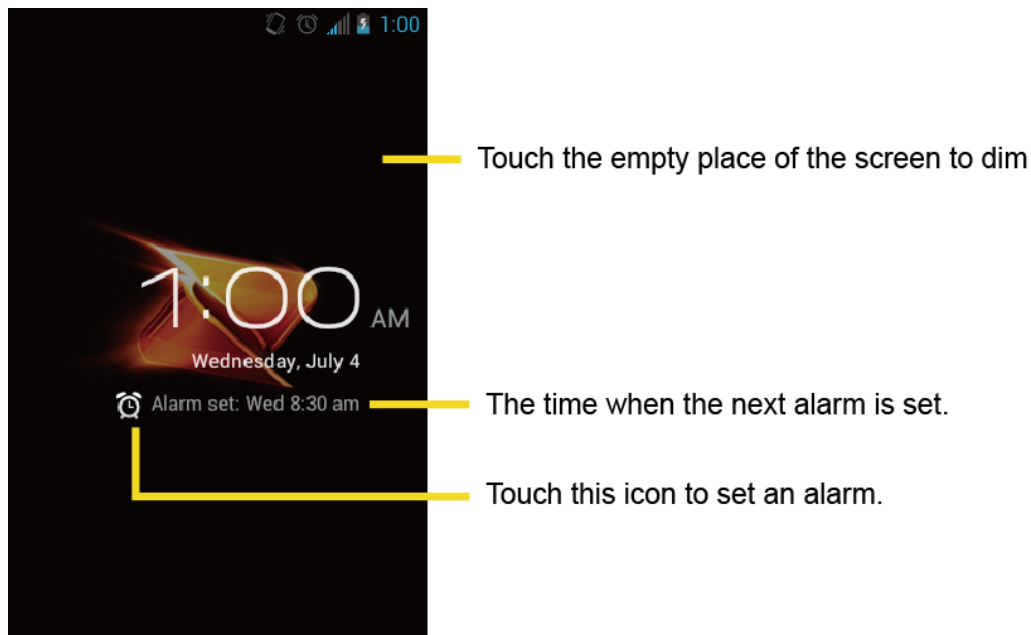 1:00
Touch the empty place of the screen to dim
1:00 AM
Wednesday, July 4
Alarm set: Wed 8:30 am
The time when the next alarm is set.
Touch this icon to set an alarm.